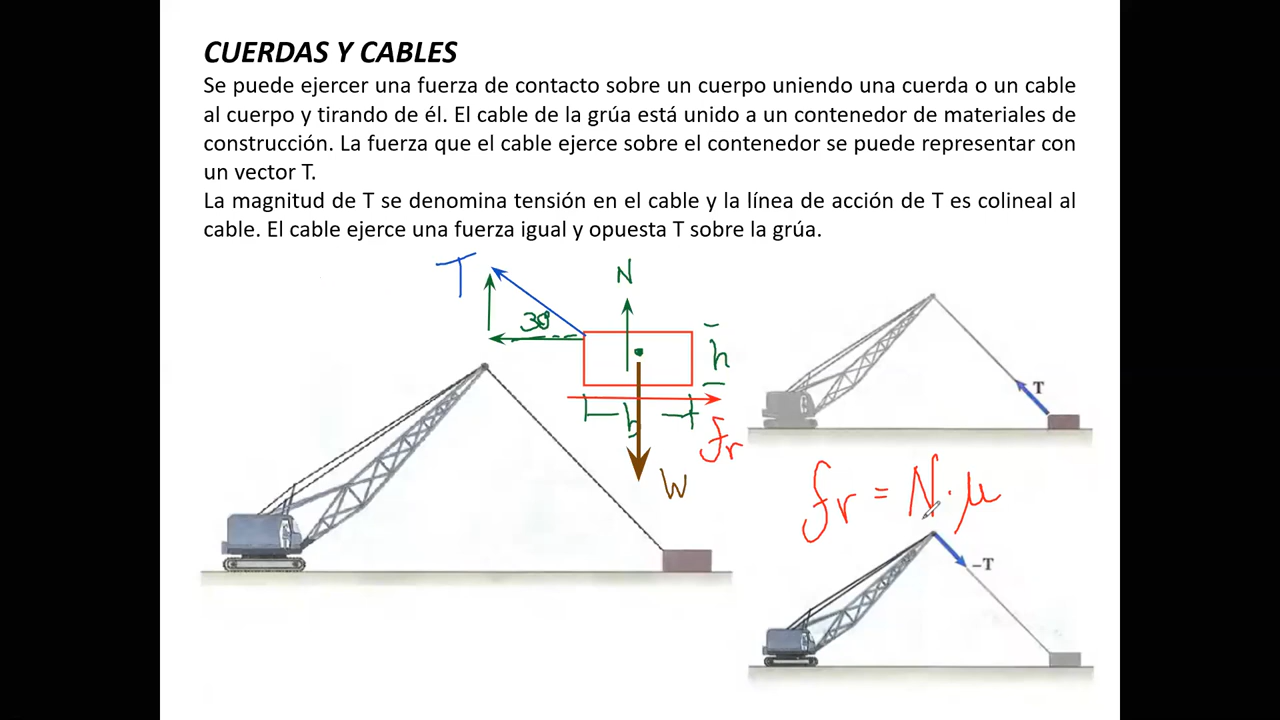 CUERDAS Y CABLES
Se puede ejercer una fuerza de contacto sobre un cuerpo uniendo una cuerda o un cable
al cuerpo y tirando de él. El cable de la grúa está unido a un contenedor de materiales de
construcción. La fuerza que el cable ejerce sobre el contenedor se puede representar con
un vector T.
La magnitud de T se denomina tensión en el cable y la línea de acción de T es colineal al
cable. El cable ejerce una fuerza igual y opuesta T sobre la grúa.
T
N
30°
h
b
fr
W
T
fr = N·μ
–T